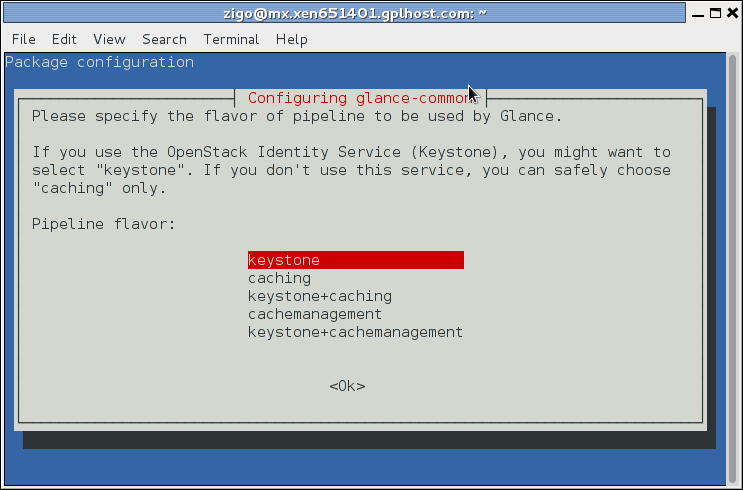 zigo@mx.xen651401.gplhost.com: ~
File Edit View Search Terminal Help
Package configuration
Configuring glance-common
Please specify the flavor of pipeline to be used by Glance.
If you use the OpenStack Identity Service (Keystone), you might want to
select "keystone". If you don't use this service, you can safely choose
"caching" only.
Pipeline flavor:
keystone
caching
keystone+caching
cachemanagement
keystone+cachemanagement
<Ok>